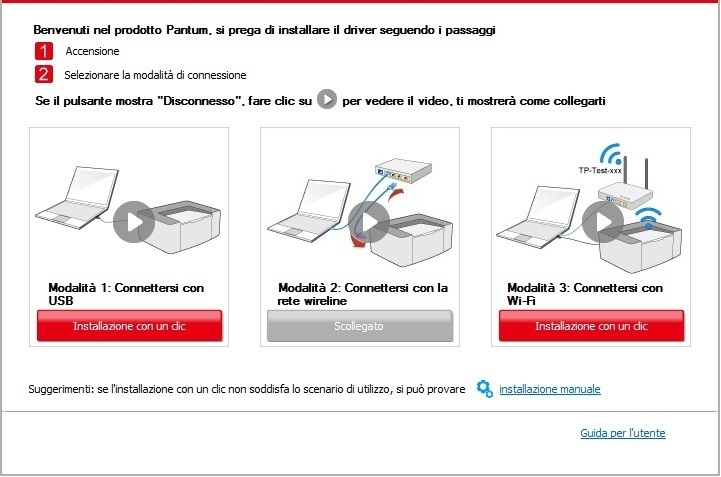 Benvenuti nel prodotto Pantum, si prega di installare il driver seguendo i passaggi
1 Accensione
2 Selezionare la modalità di connessione
Se il pulsante mostra "Disconnesso", fare clic su per vedere il video, ti mostrerà come collegarti
TP-Test-xxx
Modalità 1: Connettersi con
USB
Installazione con un clic
Modalità 2: Connettersi con la
rete wireline
Scollegato
Modalità 3: Connettersi con
Wi-Fi
Installazione con un clic
Suggerimenti: se l'installazione con un clic non soddisfa lo scenario di utilizzo, si può provare installazione manuale
Guida per l'utente